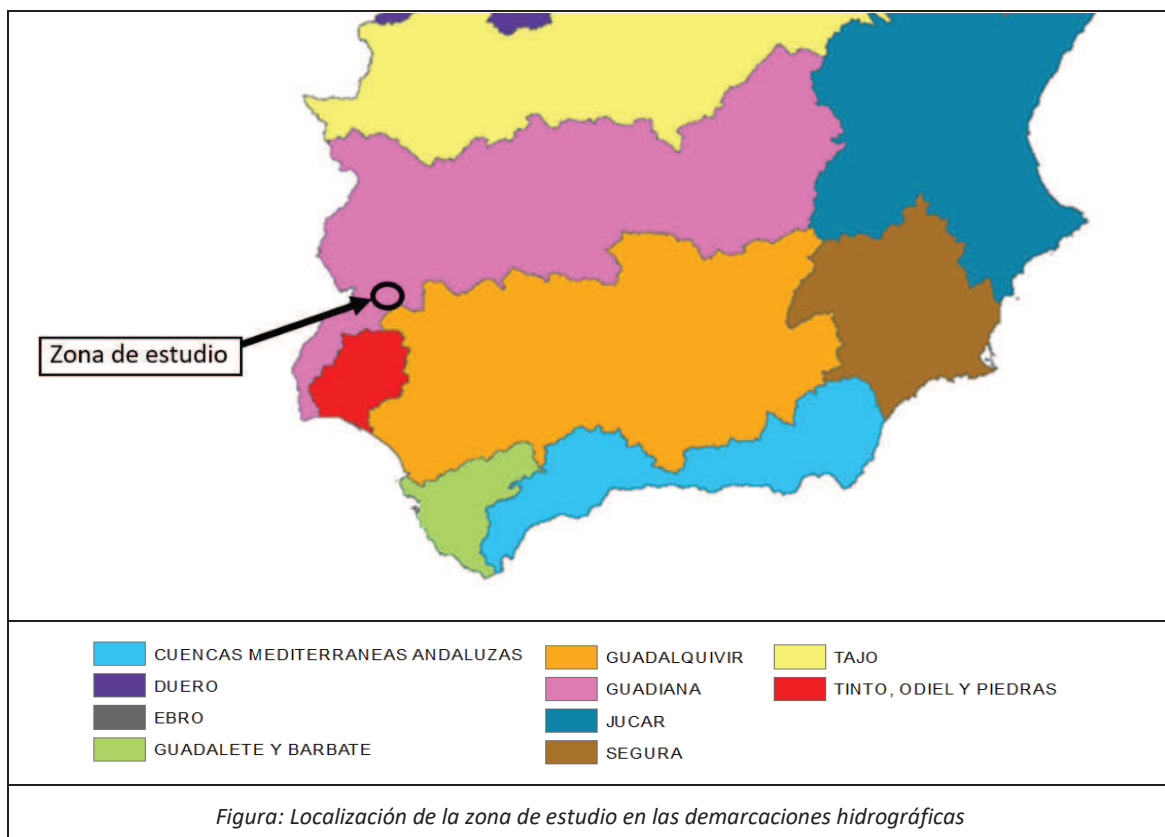 Zona de estudio
CUENCAS MEDITERRANEAS ANDALUZAS
DUERO
EBRO
GUADALETE Y BARBATE
GUADALQUIVIR
GUADIANA
JUCAR
SEGURA
TAJO
TINTO, ODIEL Y PIEDRAS
Figura: Localización de la zona de estudio en las demarcaciones hidrográficas